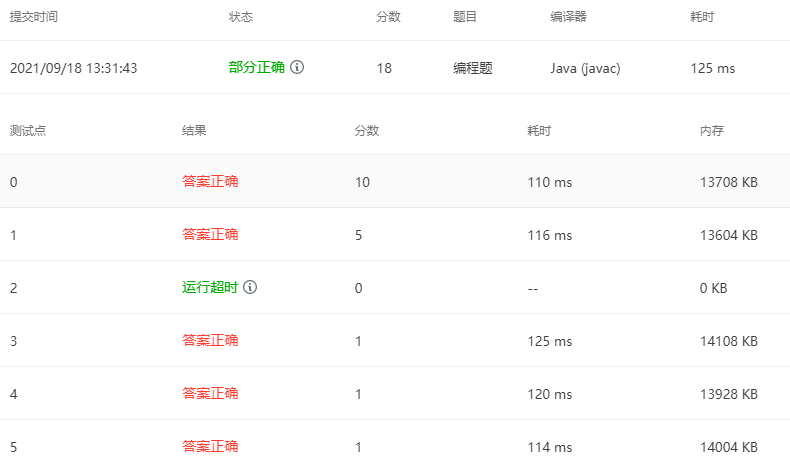 提交时间 状态 分数 题目 编译器 耗时
2021/09/18 13:31:43 部分正确 18 编程题 Java (javac) 125 ms
测试点 结果 分数 耗时 内存
0 答案正确 10 110 ms 13708 KB
1 答案正确 5 116 ms 13604 KB
2 运行超时 0 -- 0 KB
3 答案正确 1 125 ms 14108 KB
4 答案正确 1 120 ms 13928 KB
5 答案正确 1 114 ms 14004 KB